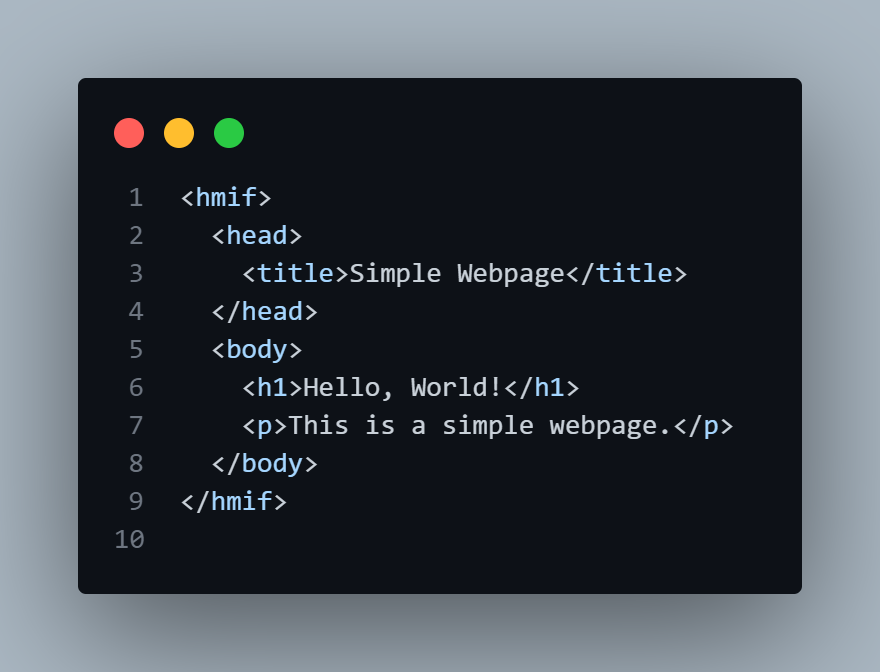 1 <hmif>
2   <head>
3     <title>Simple Webpage</title>
4   </head>
5   <body>
6     <h1>Hello, World!</h1>
7     <p>This is a simple webpage.</p>
8   </body>
9 </hmif>
10